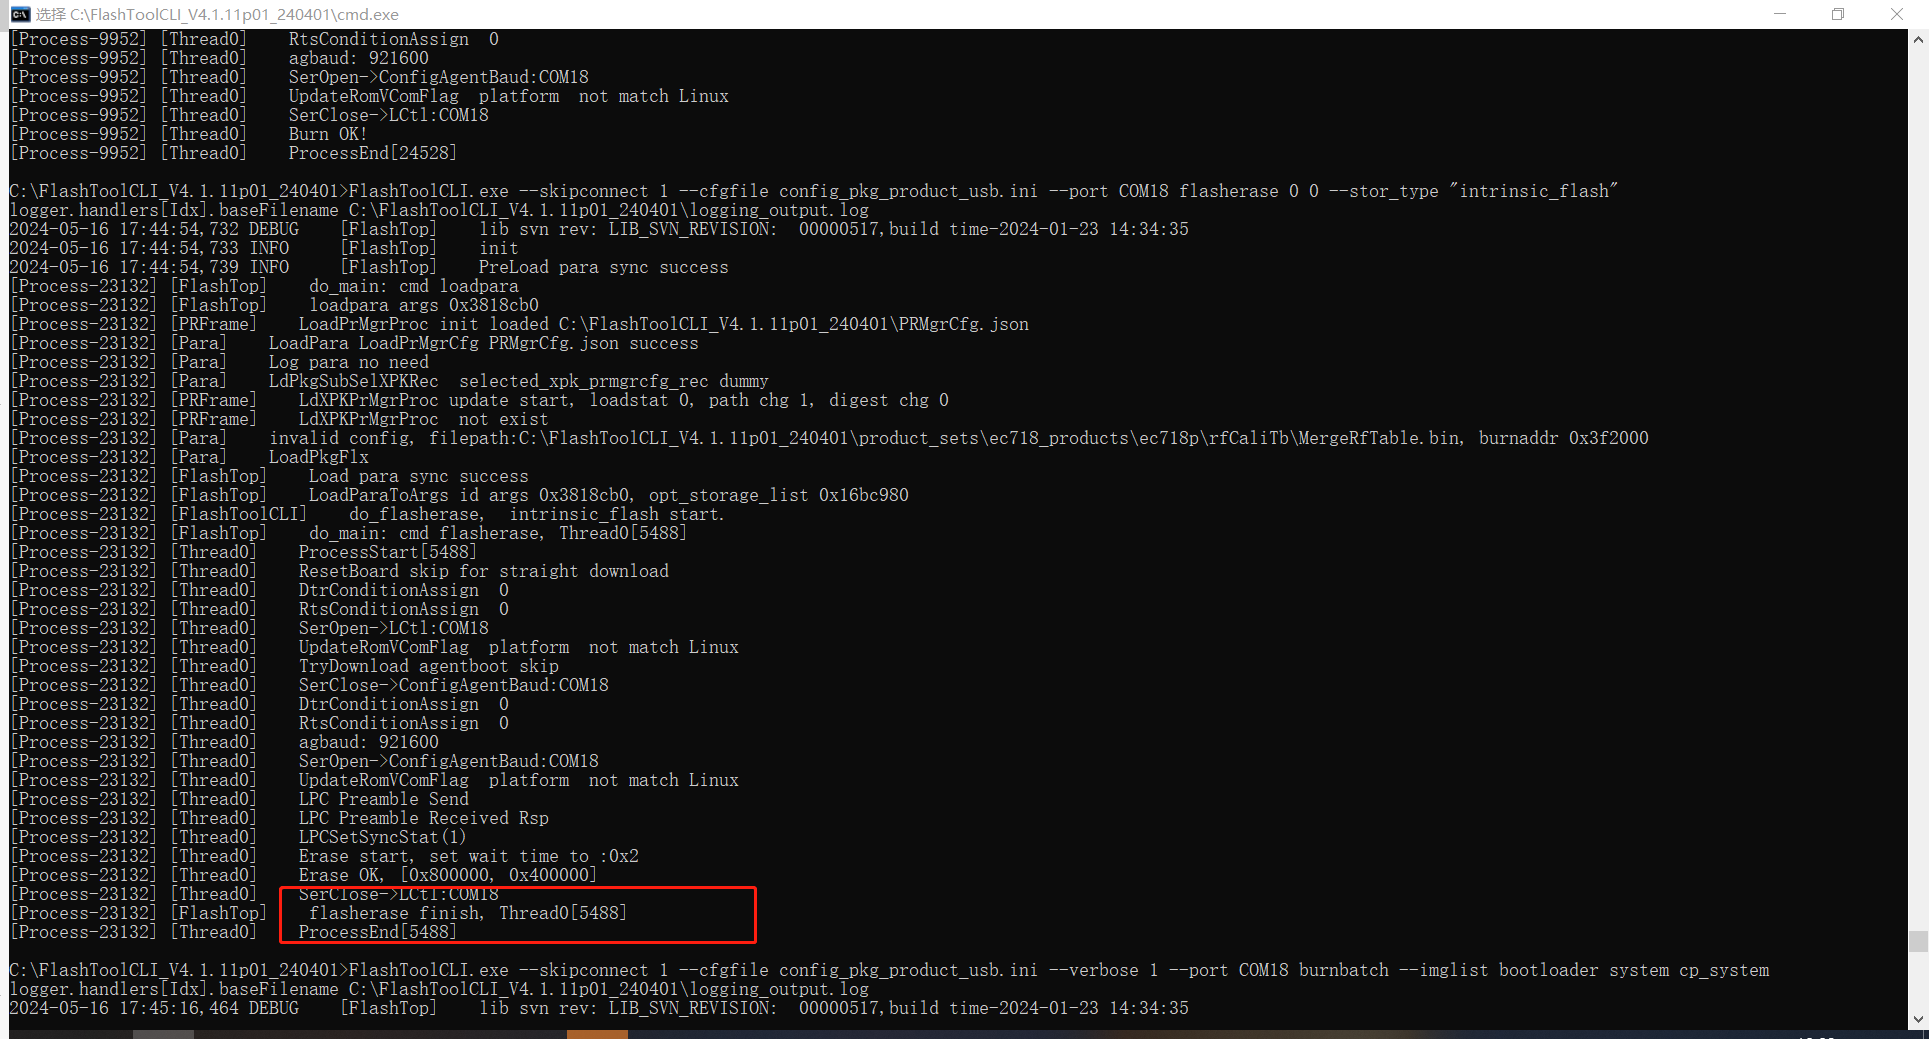 选择 C:\FlashToolCLI_V4.1.11p01_240401\cmd.exe
[Process-9952] [Thread0]    RtsConditionAssign  0
[Process-9952] [Thread0]    agbaud: 921600
[Process-9952] [Thread0]    SerOpen->ConfigAgentBaud:COM18
[Process-9952] [Thread0]    UpdateRomVComFlag  platform  not match Linux
[Process-9952] [Thread0]    SerClose->LCtl:COM18
[Process-9952] [Thread0]    Burn OK!
[Process-9952] [Thread0]    ProcessEnd[24528]
C:\FlashToolCLI_V4.1.11p01_240401>FlashToolCLI.exe --skipconnect 1 --cfgfile config_pkg_product_usb.ini --port COM18 flasherase 0 0 --stor_type "intrinsic_flash"
logger.handlers[Idx].baseFilename C:\FlashToolCLI_V4.1.11p01_240401\logging_output.log
2024-05-16 17:44:54,732 DEBUG    [FlashTop]    lib svn rev: LIB_SVN_REVISION:  00000517,build time-2024-01-23 14:34:35
2024-05-16 17:44:54,733 INFO     [FlashTop]    init
2024-05-16 17:44:54,739 INFO     [FlashTop]    PreLoad para sync success
[Process-23132] [FlashTop]    do_main: cmd loadpara
[Process-23132] [FlashTop]    loadpara args 0x3818cb0
[Process-23132] [PRFrame]    LoadPrMgrProc init loaded C:\FlashToolCLI_V4.1.11p01_240401\PRMgrCfg.json
[Process-23132] [Para]    LoadPara LoadPrMgrCfg PRMgrCfg.json success
[Process-23132] [Para]    Log para no need
[Process-23132] [Para]    LdPkgSubSelXPKRec  selected_xpk_prmgrcfg_rec dummy
[Process-23132] [PRFrame]    LdXPKPrMgrProc update start, loadstat 0, path chg 1, digest chg 0
[Process-23132] [PRFrame]    LdXPKPrMgrProc  not exist
[Process-23132] [Para]    invalid config, filepath:C:\FlashToolCLI_V4.1.11p01_240401\product_sets\ec718_products\ec718p\rfCaliTb\MergeRfTable.bin, burnaddr 0x3f2000
[Process-23132] [Para]    LoadPkgFlx
[Process-23132] [FlashTop]    Load para sync success
[Process-23132] [FlashTop]    LoadParaToArgs id args 0x3818cb0, opt_storage_list 0x16bc980
[Process-23132] [FlashToolCLI]    do_flasherase,  intrinsic_flash start.
[Process-23132] [FlashTop]    do_main: cmd flasherase, Thread0[5488]
[Process-23132] [Thread0]    ProcessStart[5488]
[Process-23132] [Thread0]    ResetBoard skip for straight download
[Process-23132] [Thread0]    DtrConditionAssign  0
[Process-23132] [Thread0]    RtsConditionAssign  0
[Process-23132] [Thread0]    SerOpen->LCtl:COM18
[Process-23132] [Thread0]    UpdateRomVComFlag  platform  not match Linux
[Process-23132] [Thread0]    TryDownload agentboot skip
[Process-23132] [Thread0]    SerClose->ConfigAgentBaud:COM18
[Process-23132] [Thread0]    DtrConditionAssign  0
[Process-23132] [Thread0]    RtsConditionAssign  0
[Process-23132] [Thread0]    agbaud: 921600
[Process-23132] [Thread0]    SerOpen->ConfigAgentBaud:COM18
[Process-23132] [Thread0]    UpdateRomVComFlag  platform  not match Linux
[Process-23132] [Thread0]    LPC Preamble Send
[Process-23132] [Thread0]    LPC Preamble Received Rsp
[Process-23132] [Thread0]    LPCSetSyncStat(1)
[Process-23132] [Thread0]    Erase start, set wait time to :0x2
[Process-23132] [Thread0]    Erase OK, [0x800000, 0x400000]
[Process-23132] [Thread0]    SerClose->LCtl:COM18
[Process-23132] [FlashTop]    flasherase finish, Thread0[5488]
[Process-23132] [Thread0]    ProcessEnd[5488]
C:\FlashToolCLI_V4.1.11p01_240401>FlashToolCLI.exe --skipconnect 1 --cfgfile config_pkg_product_usb.ini --verbose 1 --port COM18 burnbatch --imglist bootloader system cp_system
logger.handlers[Idx].baseFilename C:\FlashToolCLI_V4.1.11p01_240401\logging_output.log
2024-05-16 17:45:16,464 DEBUG    [FlashTop]    lib svn rev: LIB_SVN_REVISION:  00000517,build time-2024-01-23 14:34:35